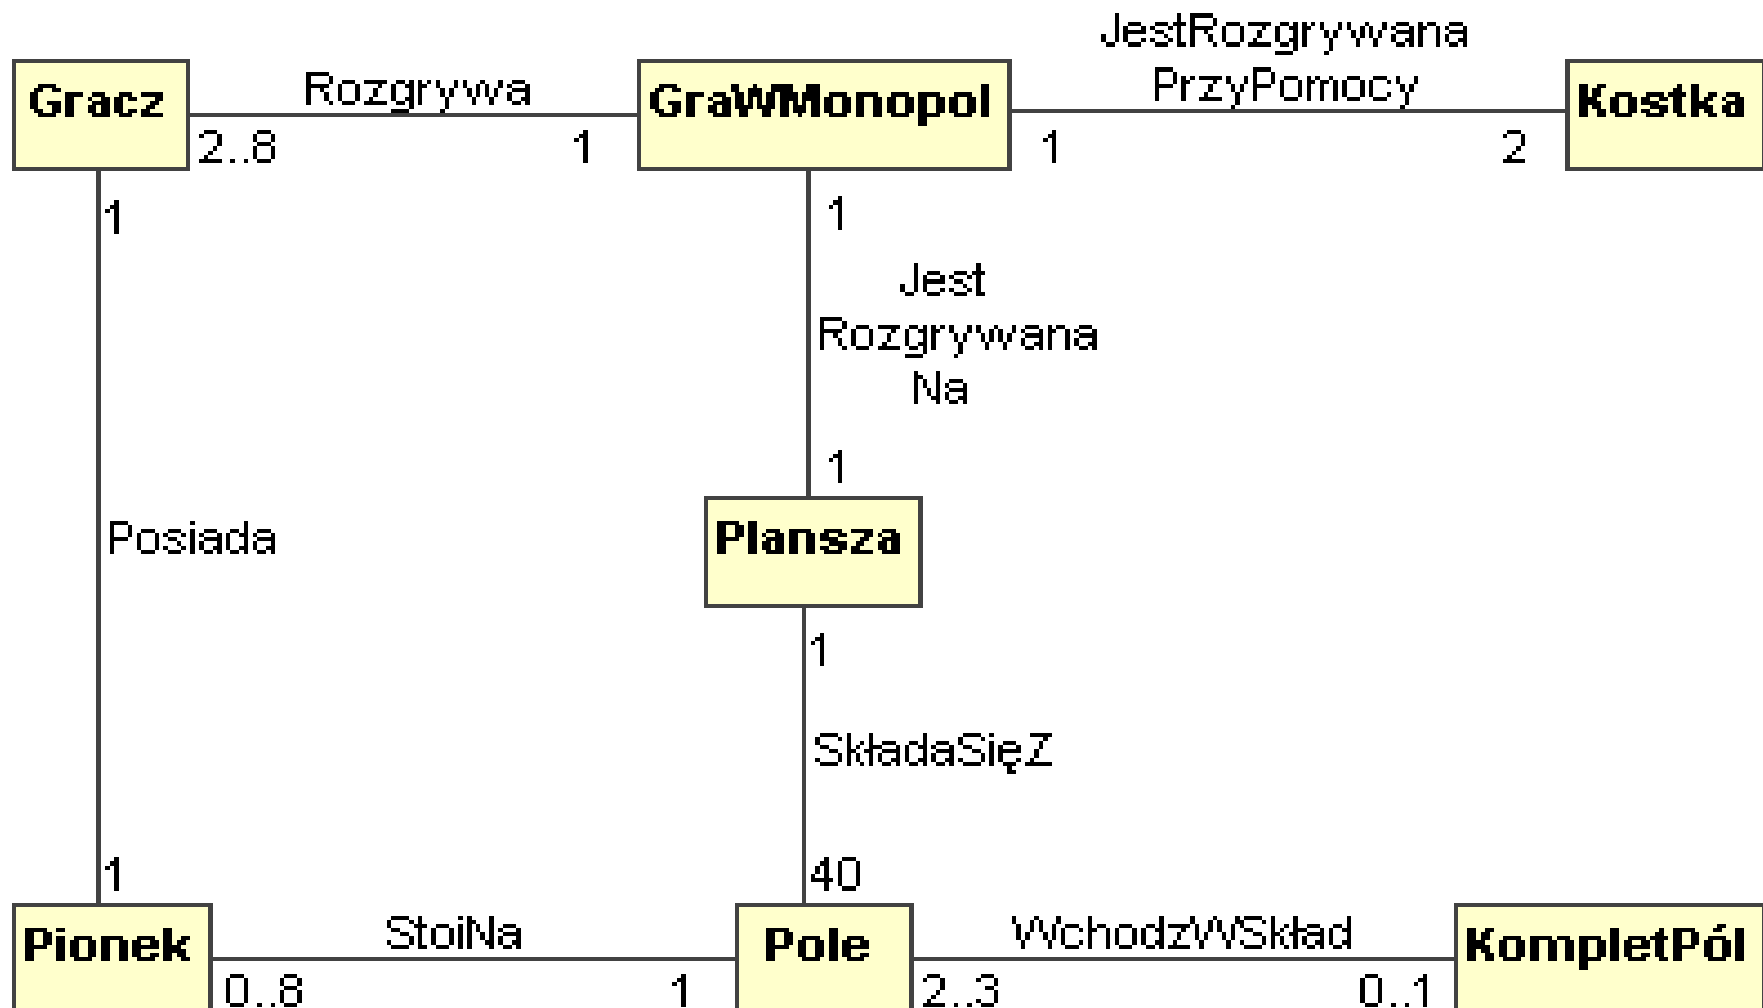 JestRozgrywana
PrzyPomocy
Gracz
Rozgrywa
GraWMonopol
Kostka
2..8
1
1
2
1
1
Jest
Rozgrywana
Na
1
Plansza
Posiada
1
SkładaSięZ
1
40
Pionek
StoiNa
Pole
WchodzWSkład
KompletPól
0..8
1
2..3
0..1